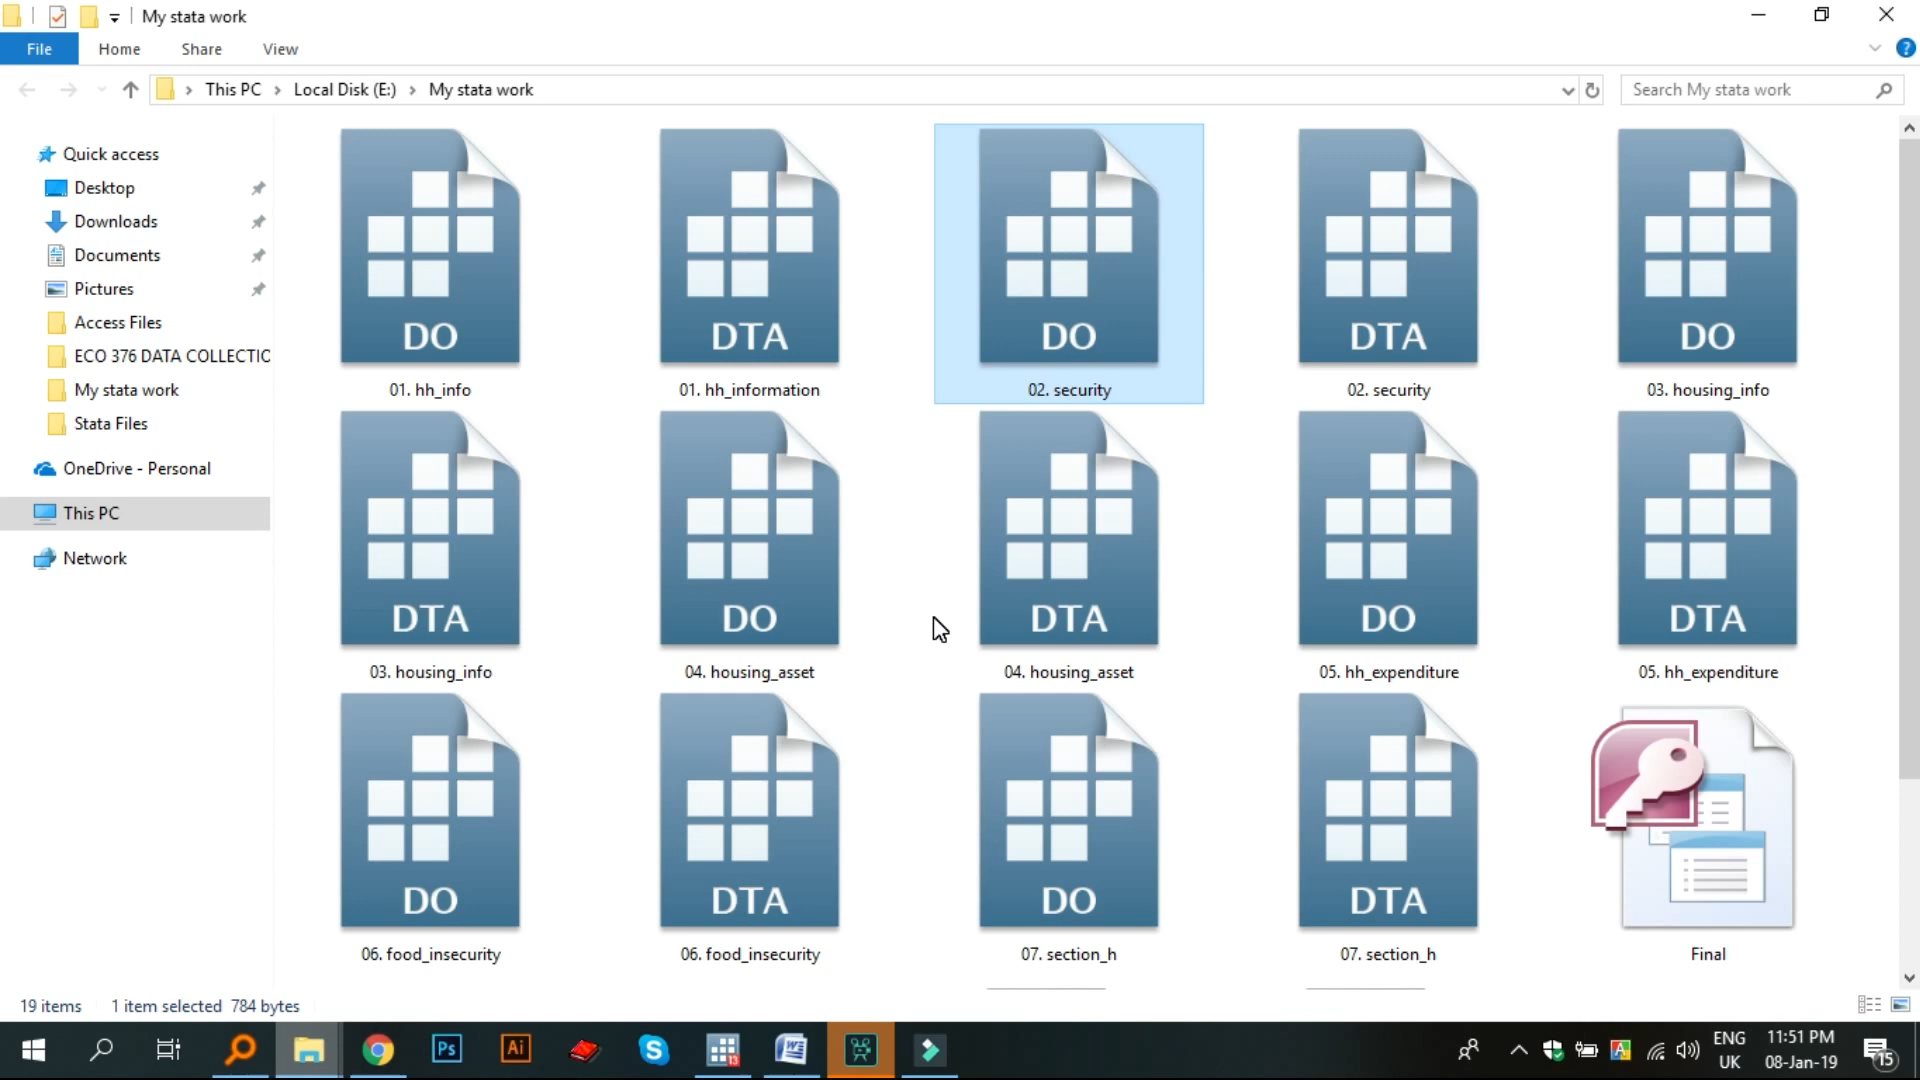 My stata work
File Home Share View
This PC Local Disk (E:) My stata work
Search My stata work
Quick access
Desktop
Downloads
Documents
Pictures
Access Files
ECO 376 DATA COLLECTIO
My stata work
Stata Files
OneDrive - Personal
This PC
Network
DO DTA DO DTA DO
01. hh_info 01. hh_information 02. security 02. security 03. housing_info
DTA DO DTA DO DTA
03. housing_info 04. housing_asset 04. housing_asset 05. hh_expenditure 05. hh_expenditure
DO DTA DO DTA
06. food_insecurity 06. food_insecurity 07. section_h 07. section_h Final
19 items 1 item selected 784 bytes
Ps Ai S 13 W A ENG 11:51 PM
UK 08-Jan-19 15